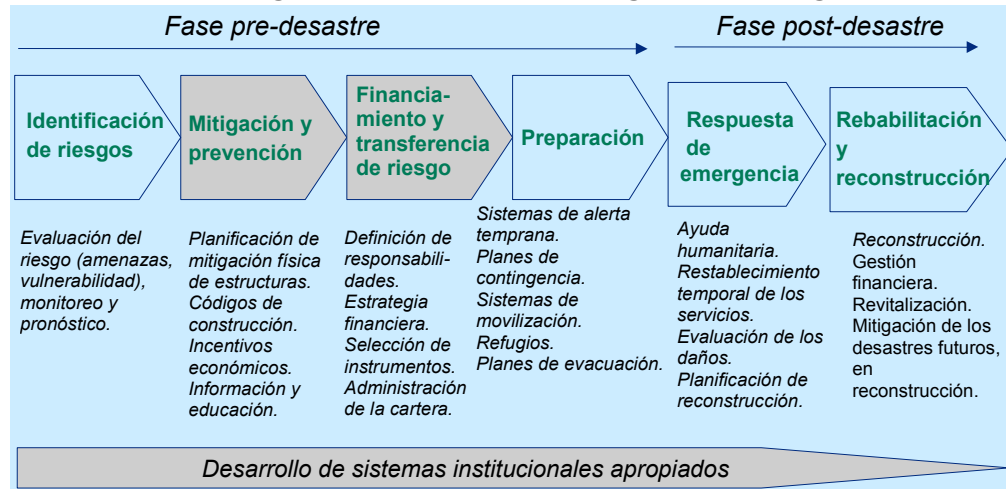 Fase pre-desastre
Fase post-desastre
Identificación
de riesgos
Mitigación y
prevención
Financia-
miento y
transferencia
de riesgo
Preparación
Respuesta
de
emergencia
Rebabilitación
y
reconstrucción
Evaluación del
riesgo (amenazas,
vulnerabilidad),
monitoreo y
pronóstico.
Planificación de
mitigación física
de estructuras.
Códigos de
construcción.
Incentivos
económicos.
Información y
educación.
Definición de
responsabili-
dades.
Estrategia
financiera.
Selección de
instrumentos.
Administración
de la cartera.
Sistemas de alerta
temprana.
Planes de
contingencia.
Sistemas de
movilización.
Refugios.
Planes de evacuación.
Ayuda
humanitaria.
Restablecimiento
temporal de los
servicios.
Evaluación de los
daños.
Planificación de
reconstrucción.
Reconstrucción.
Gestión
financiera.
Revitalización.
Mitigación de los
desastres futuros,
en
reconstrucción.
Desarrollo de sistemas institucionales apropiados